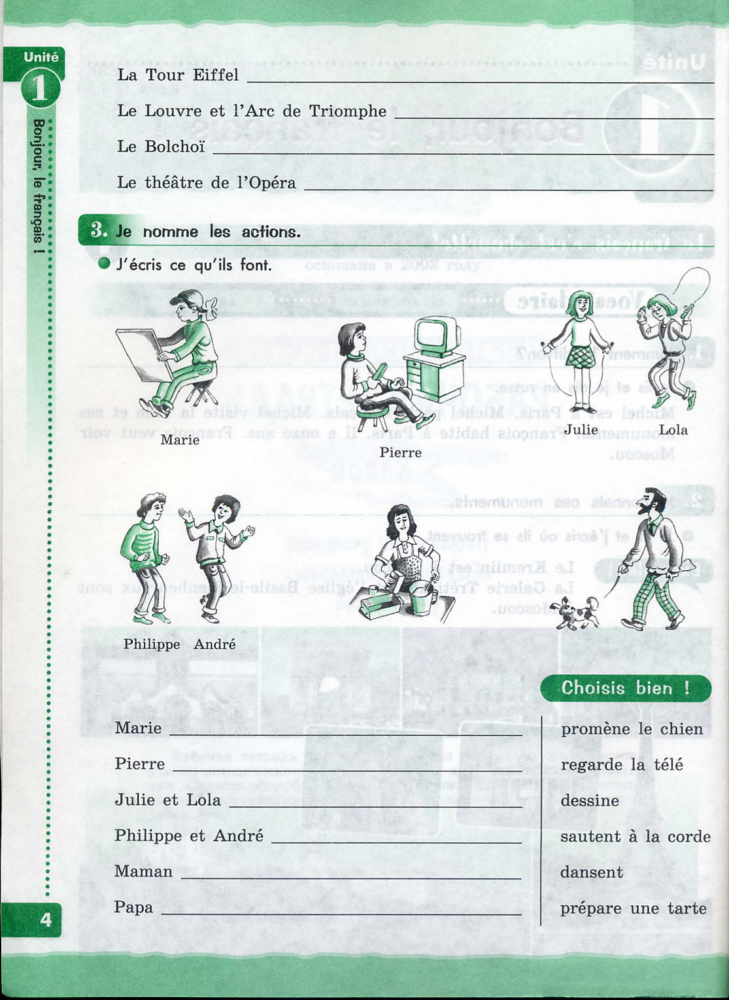 Unité
1
Bonjour, le français !
La Tour Eiffel
Le Louvre et l’Arc de Triomphe
Le Bolchoï
Le théâtre de l’Opéra
3. Je nomme les actions.
J’écris ce qu’ils font.
Marie
Pierre
Julie Lola
Philippe André
Choisis bien !
Marie promène le chien
Pierre regarde la télé
Julie et Lola dessine
Philippe et André sautent à la corde
Maman dansent
Papa prépare une tarte
4